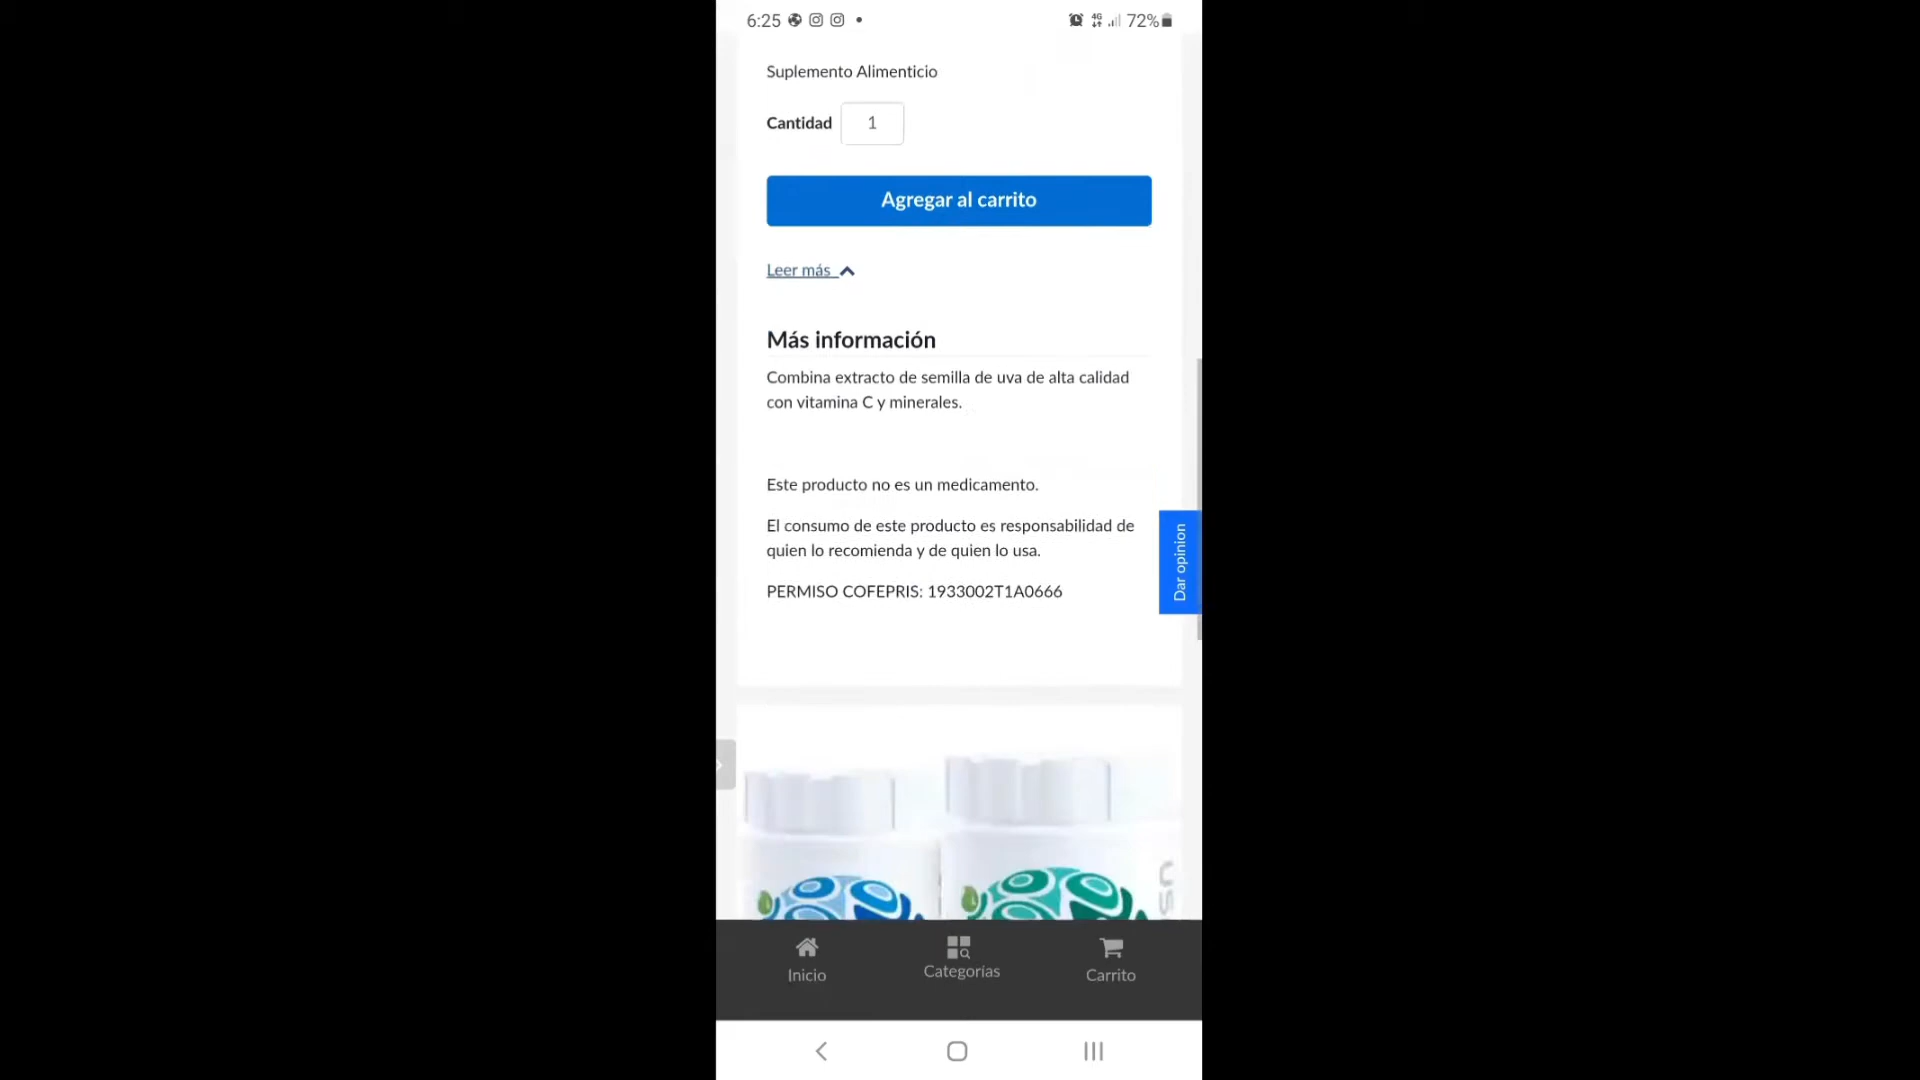 6:25
4G
72%
Suplemento Alimenticio
Cantidad 1
Agregar al carrito
Leer más
Más información
Combina extracto de semilla de uva de alta calidad
con vitamina C y minerales.
Este producto no es un medicamento.
El consumo de este producto es responsabilidad de
quien lo recomienda y de quien lo usa.
PERMISO COFEPRIS: 1933002T1A0666
Dar opinion
Inicio
Categorías
Carrito